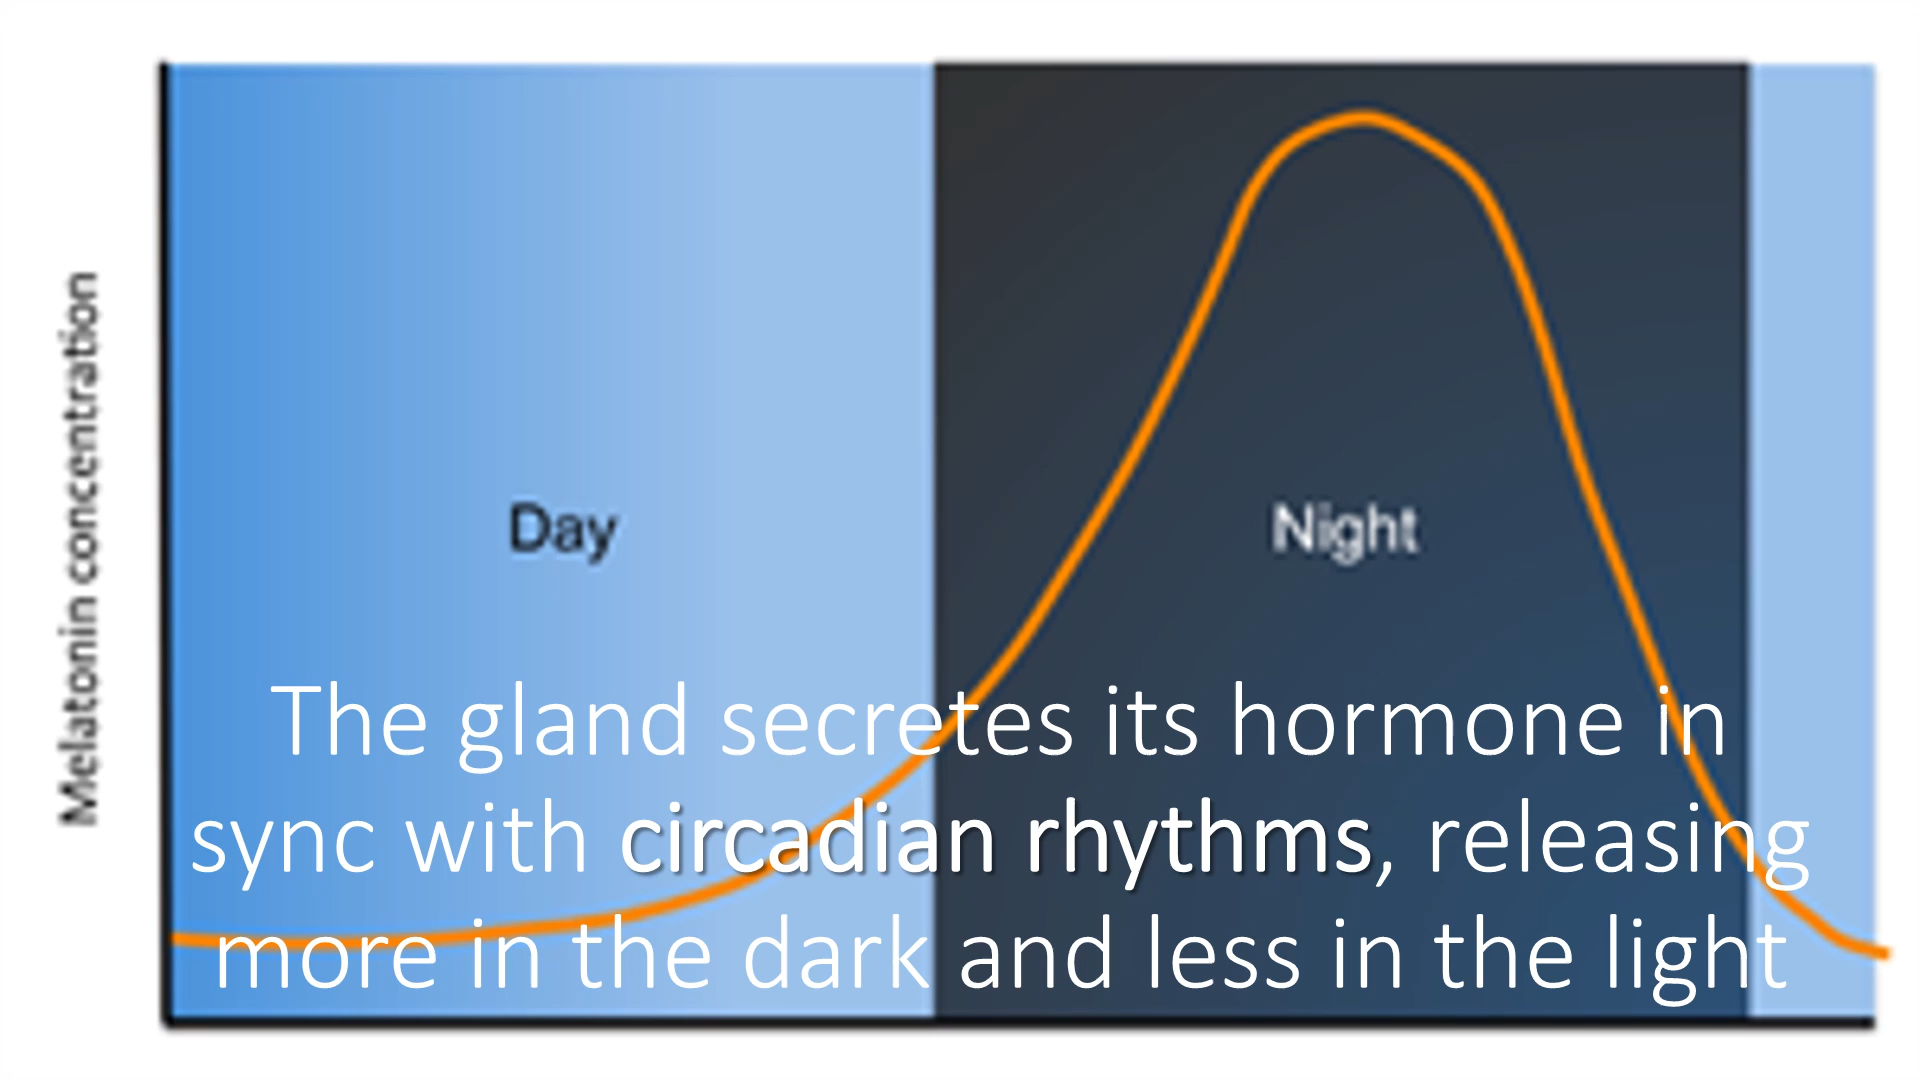 Melatonin concentration
Day
Night
The gland secretes its hormone in
sync with circadian rhythms, releasing
more in the dark and less in the light